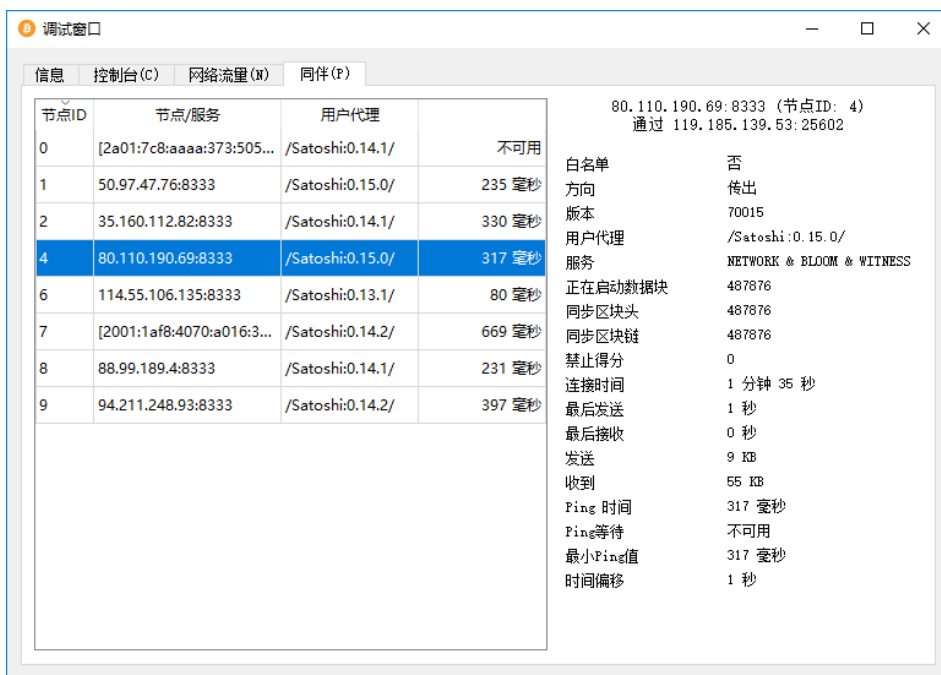 调试窗口
信息 控制台(C) 网络流量(N) 同伴(P)
节点ID 节点/服务 用户代理
0 [2a01:7c8:aaaa:373:505... /Satoshi:0.14.1/ 不可用
1 50.97.47.76:8333 /Satoshi:0.15.0/ 235 毫秒
2 35.160.112.82:8333 /Satoshi:0.14.1/ 330 毫秒
4 80.110.190.69:8333 /Satoshi:0.15.0/ 317 毫秒
6 114.55.106.135:8333 /Satoshi:0.13.1/ 80 毫秒
7 [2001:1af8:4070:a016:3... /Satoshi:0.14.2/ 669 毫秒
8 88.99.189.4:8333 /Satoshi:0.14.1/ 231 毫秒
9 94.211.248.93:8333 /Satoshi:0.14.2/ 397 毫秒
80.110.190.69:8333 (节点ID: 4)
通过 119.185.139.53:25602
白名单 否
方向 传出
版本 70015
用户代理 /Satoshi:0.15.0/
服务 NETWORK & BLOOM & WITNESS
正在启动数据块 487876
同步区块头 487876
同步区块链 487876
禁止得分 0
连接时间 1 分钟 35 秒
最后发送 1 秒
最后接收 0 秒
发送 9 KB
收到 55 KB
Ping 时间 317 毫秒
Ping等待 不可用
最小Ping值 317 毫秒
时间偏移 1 秒